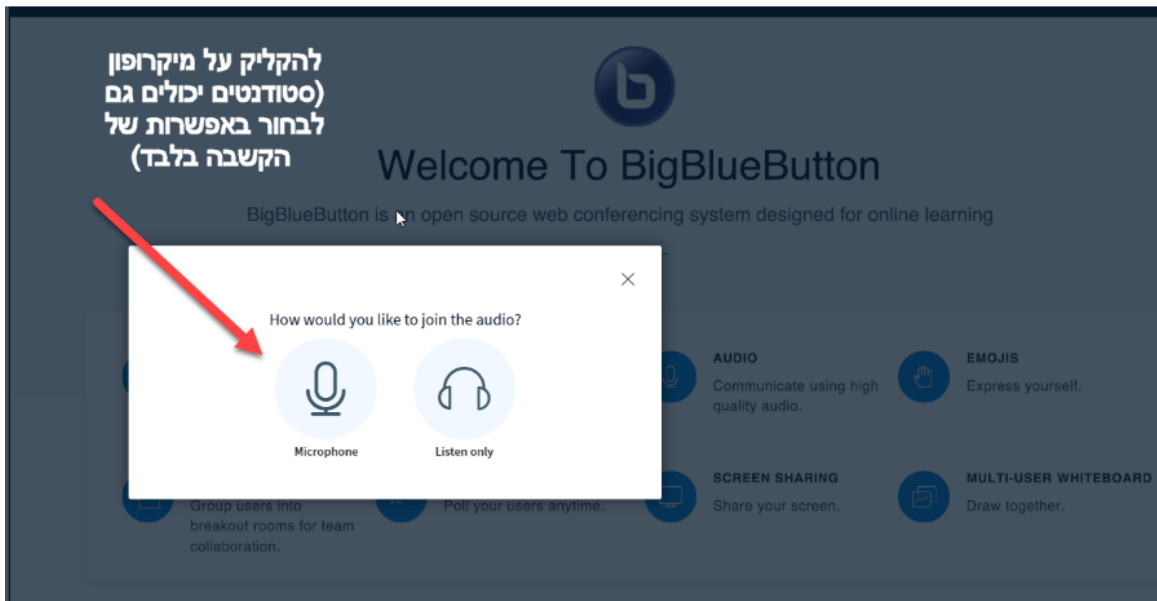 להקליק על מיקרופון
(סטודנטים יכולים גם
לבחור באפשרות של
הקשבה בלבד)
Welcome To BigBlueButton
BigBlueButton is an open source web conferencing system designed for online learning
How would you like to join the audio?
Microphone
Listen only
AUDIO
Communicate using high
quality audio.
EMOJIS
Express yourself.
Group users into
breakout rooms for team
collaboration.
Poll your users anytime.
SCREEN SHARING
Share your screen.
MULTI-USER WHITEBOARD
Draw together.